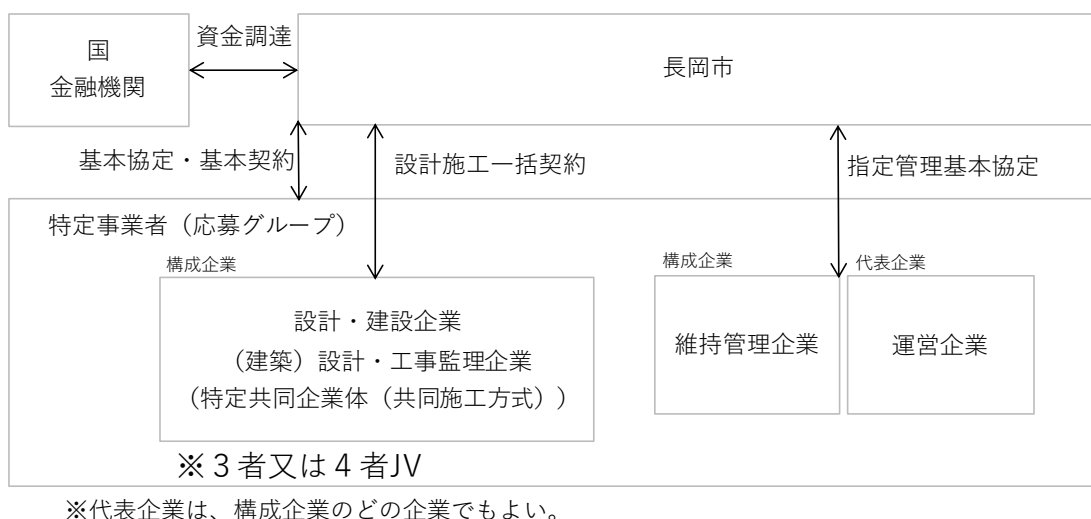 国
金融機関
資金調達
長岡市
基本協定・基本契約
設計施工一括契約
指定管理基本協定
特定事業者（応募グループ）
構成企業
設計・建設企業
（建築）設計・工事監理企業
（特定共同企業体（共同施工方式））
※３者又は４者JV
構成企業
維持管理企業
代表企業
運営企業
※代表企業は、構成企業のどの企業でもよい。